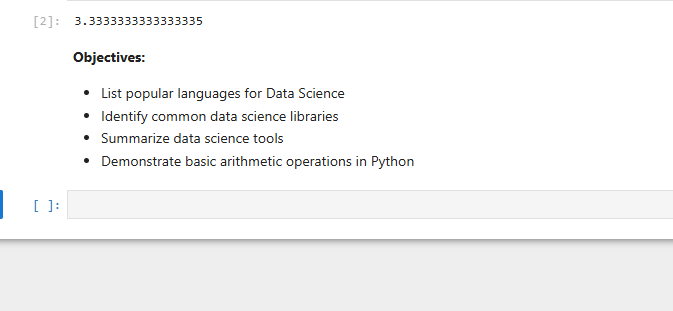 [2]: 3.3333333333333335
Objectives:
• List popular languages for Data Science
• Identify common data science libraries
• Summarize data science tools
• Demonstrate basic arithmetic operations in Python
[ ]: